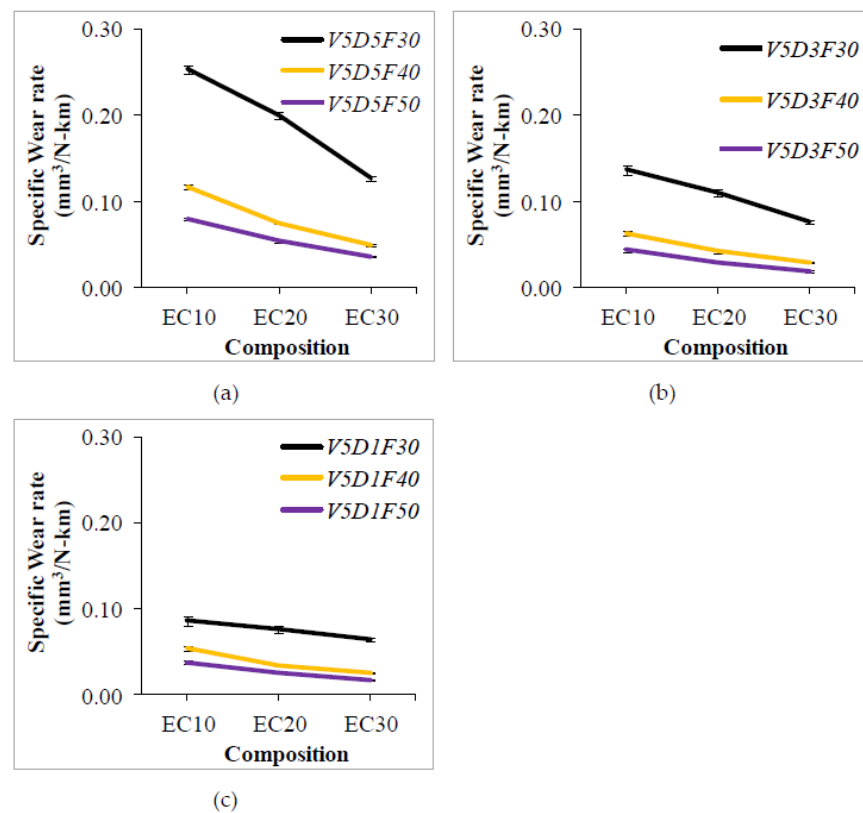 Specific Wear rate
(mm³/N-km)
0.30
0.20
0.10
0.00
V5D5F30
V5D5F40
V5D5F50
EC10 EC20 EC30
Composition
(a)
Specific Wear rate
(mm³/N-km)
0.30
0.20
0.10
0.00
V5D3F30
V5D3F40
V5D3F50
EC10 EC20 EC30
Composition
(b)
Specific Wear rate
(mm³/N-km)
0.30
0.20
0.10
0.00
V5D1F30
V5D1F40
V5D1F50
EC10 EC20 EC30
Composition
(c)